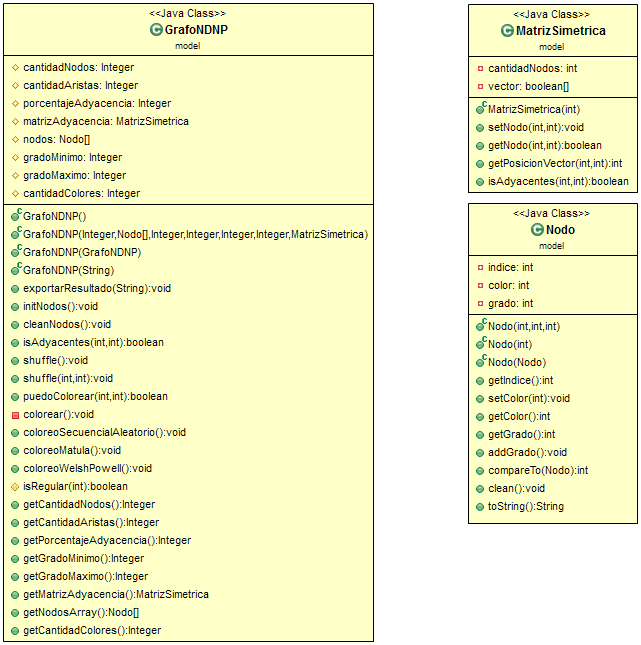 <<Java Class>>
GrafoNDNP
model
cantidadNodos: Integer
cantidadAristas: Integer
porcentajeAdyacencia: Integer
matrizAdyacencia: MatrizSimetrica
nodos: Nodo[]
gradoMinimo: Integer
gradoMaximo: Integer
cantidadColores: Integer
GrafoNDNP()
GrafoNDNP(Integer,Nodo[],Integer,Integer,Integer,Integer,MatrizSimetrica)
GrafoNDNP(GrafoNDNP)
GrafoNDNP(String)
exportarResultado(String):void
initNodos():void
cleanNodos():void
isAdyacentes(int,int):boolean
shuffle():void
shuffle(int,int):void
puedoColorear(int,int):boolean
colorear():void
coloreoSecuencialAleatorio():void
coloreoMatula():void
coloreoWelshPowell():void
isRegular(int):boolean
getCantidadNodos():Integer
getCantidadAristas():Integer
getPorcentajeAdyacencia():Integer
getGradoMinimo():Integer
getGradoMaximo():Integer
getMatrizAdyacencia():MatrizSimetrica
getNodosArray():Nodo[]
getCantidadColores():Integer
<<Java Class>>
MatrizSimetrica
model
cantidadNodos: int
vector: boolean[]
MatrizSimetrica(int)
setNodo(int,int):void
getNodo(int,int):boolean
getPosicionVector(int,int):int
isAdyacentes(int,int):boolean
<<Java Class>>
Nodo
model
indice: int
color: int
grado: int
Nodo(int,int,int)
Nodo(int)
Nodo(Nodo)
getIndice():int
setColor(int):void
getColor():int
getGrado():int
addGrado():void
compareTo(Nodo):int
clean():void
toString():String